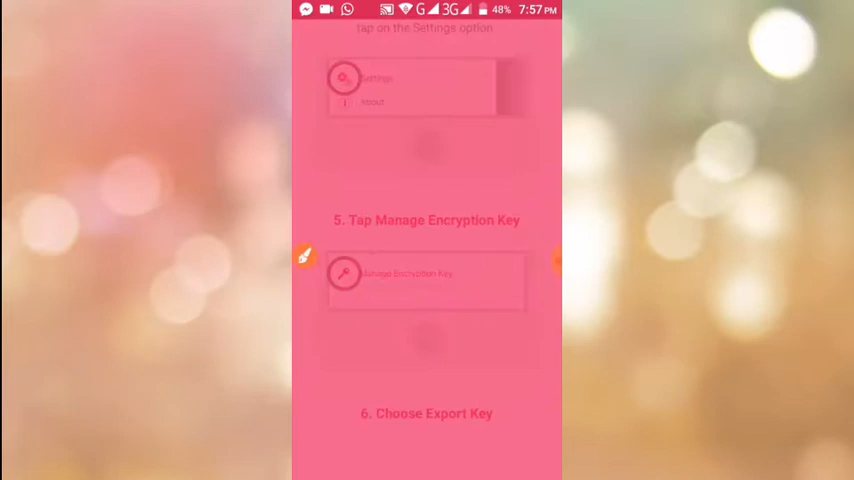 G 3G 48% 7:57 PM
tap on the Settings option
Settings
About
5. Tap Manage Encryption Key
Manage Encryption Key
6. Choose Export Key